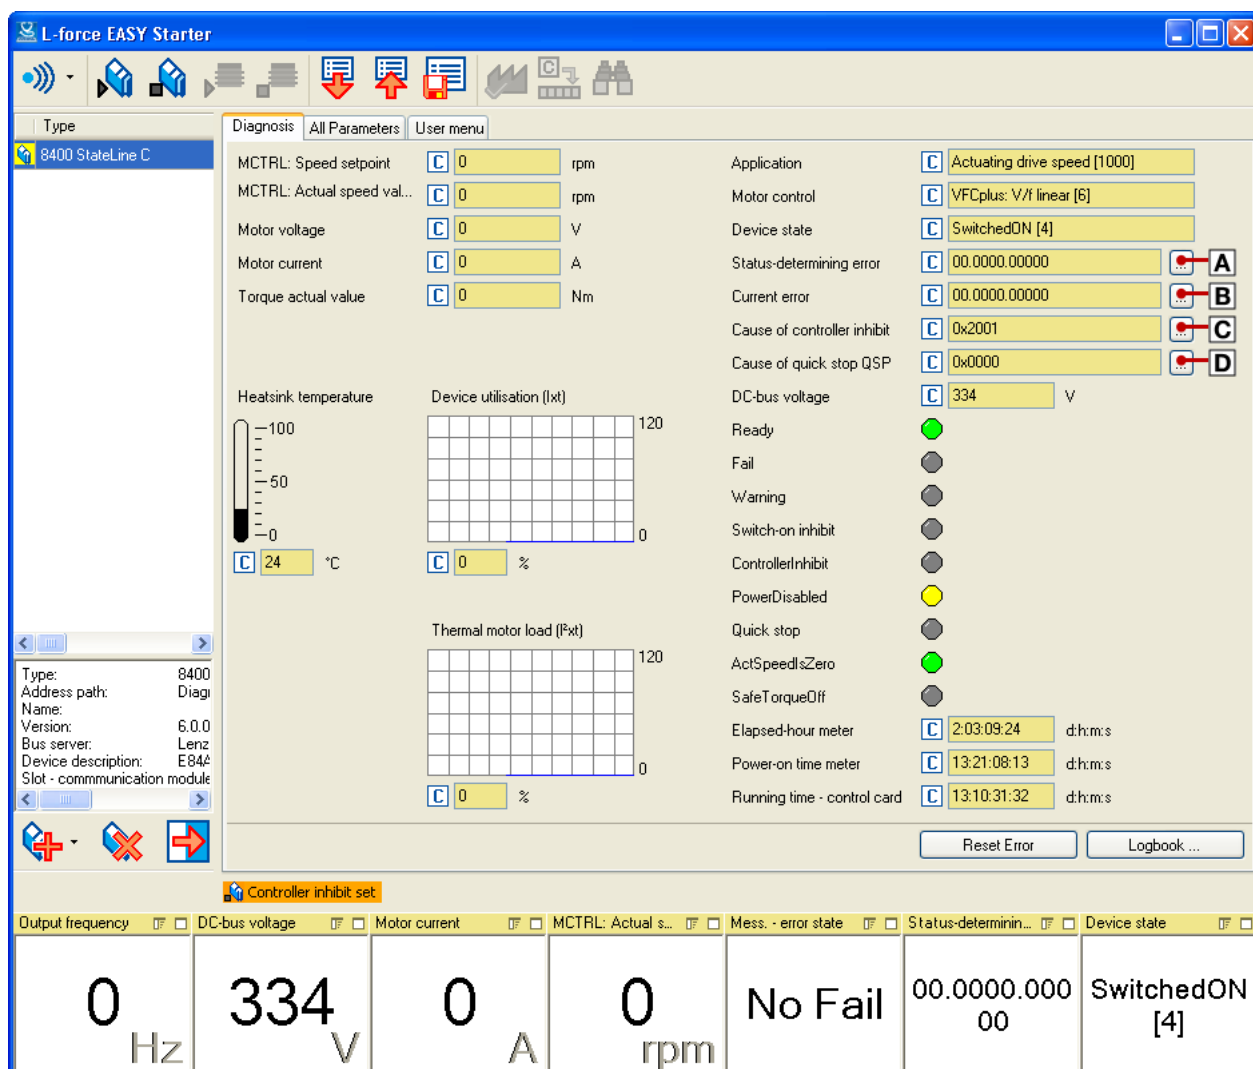 L-force EASY Starter
Type
8400 StateLine C
Diagnosis
All Parameters
User menu
MCTRL: Speed setpoint C 0 rpm
MCTRL: Actual speed val... C 0 rpm
Motor voltage C 0 V
Motor current C 0 A
Torque actual value C 0 Nm
Application C Actuating drive speed [1000]
Motor control C VFCplus: V/f linear [6]
Device state C SwitchedON [4]
Status-determining error C 00.0000.00000 ... A
Current error C 00.0000.00000 ... B
Cause of controller inhibit C 0x2001 ... C
Cause of quick stop QSP C 0x0000 ... D
DC-bus voltage C 334 V
Heatsink temperature
100
50
0
C 24 °C
Device utilisation (Ixt)
120
0
C 0 %
Thermal motor load (I²xt)
120
0
C 0 %
Ready
Fail
Warning
Switch-on inhibit
ControllerInhibit
PowerDisabled
Quick stop
ActSpeedIsZero
SafeTorqueOff
Elapsed-hour meter C 2:03:09:24 d:h:m:s
Power-on time meter C 13:21:08:13 d:h:m:s
Running time - control card C 13:10:31:32 d:h:m:s
Reset Error
Logbook ...
Type: 8400
Address path: Diagi
Name:
Version: 6.0.0
Bus server: Lenz
Device description: E84A
Slot - commmunication module
Controller inhibit set
Output frequency
0
Hz
DC-bus voltage
334
V
Motor current
0
A
MCTRL: Actual s...
0
rpm
Mess. - error state
No Fail
Status-determinin...
00.0000.000
00
Device state
SwitchedON
[4]